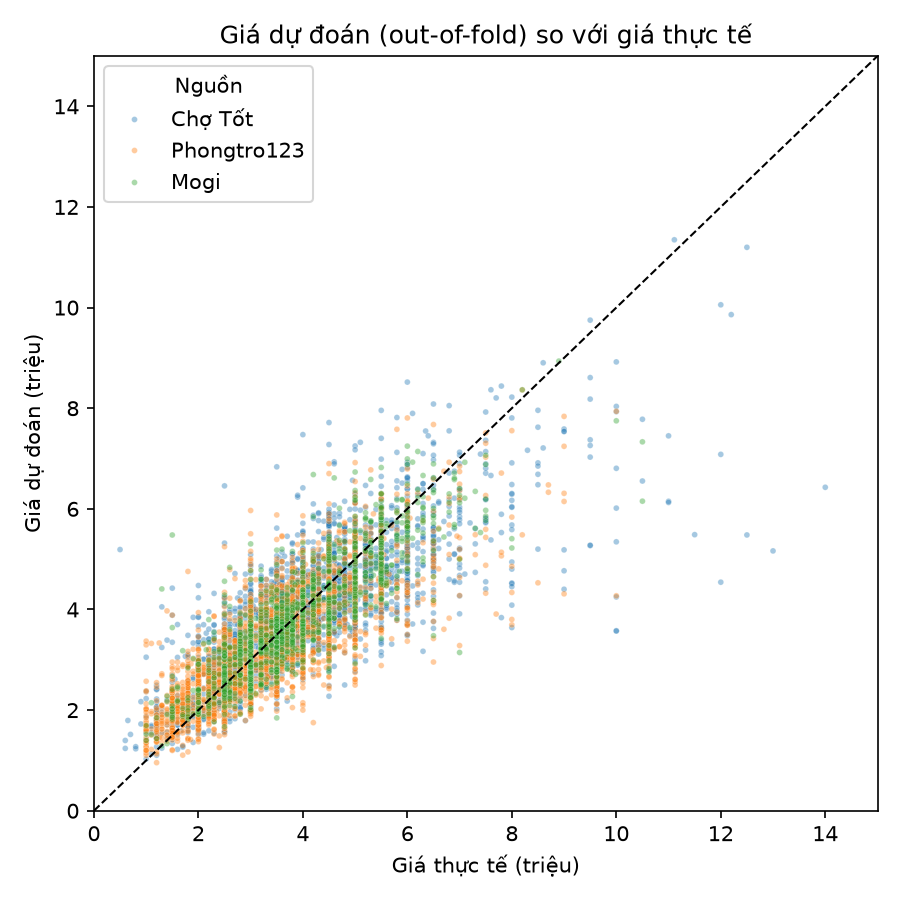 Giá dự đoán (out-of-fold) so với giá thực tế
Nguồn
Chợ Tốt
Phongtro123
Mogi
Giá dự đoán (triệu)
14
12
10
8
6
4
2
0
0 2 4 6 8 10 12 14
Giá thực tế (triệu)